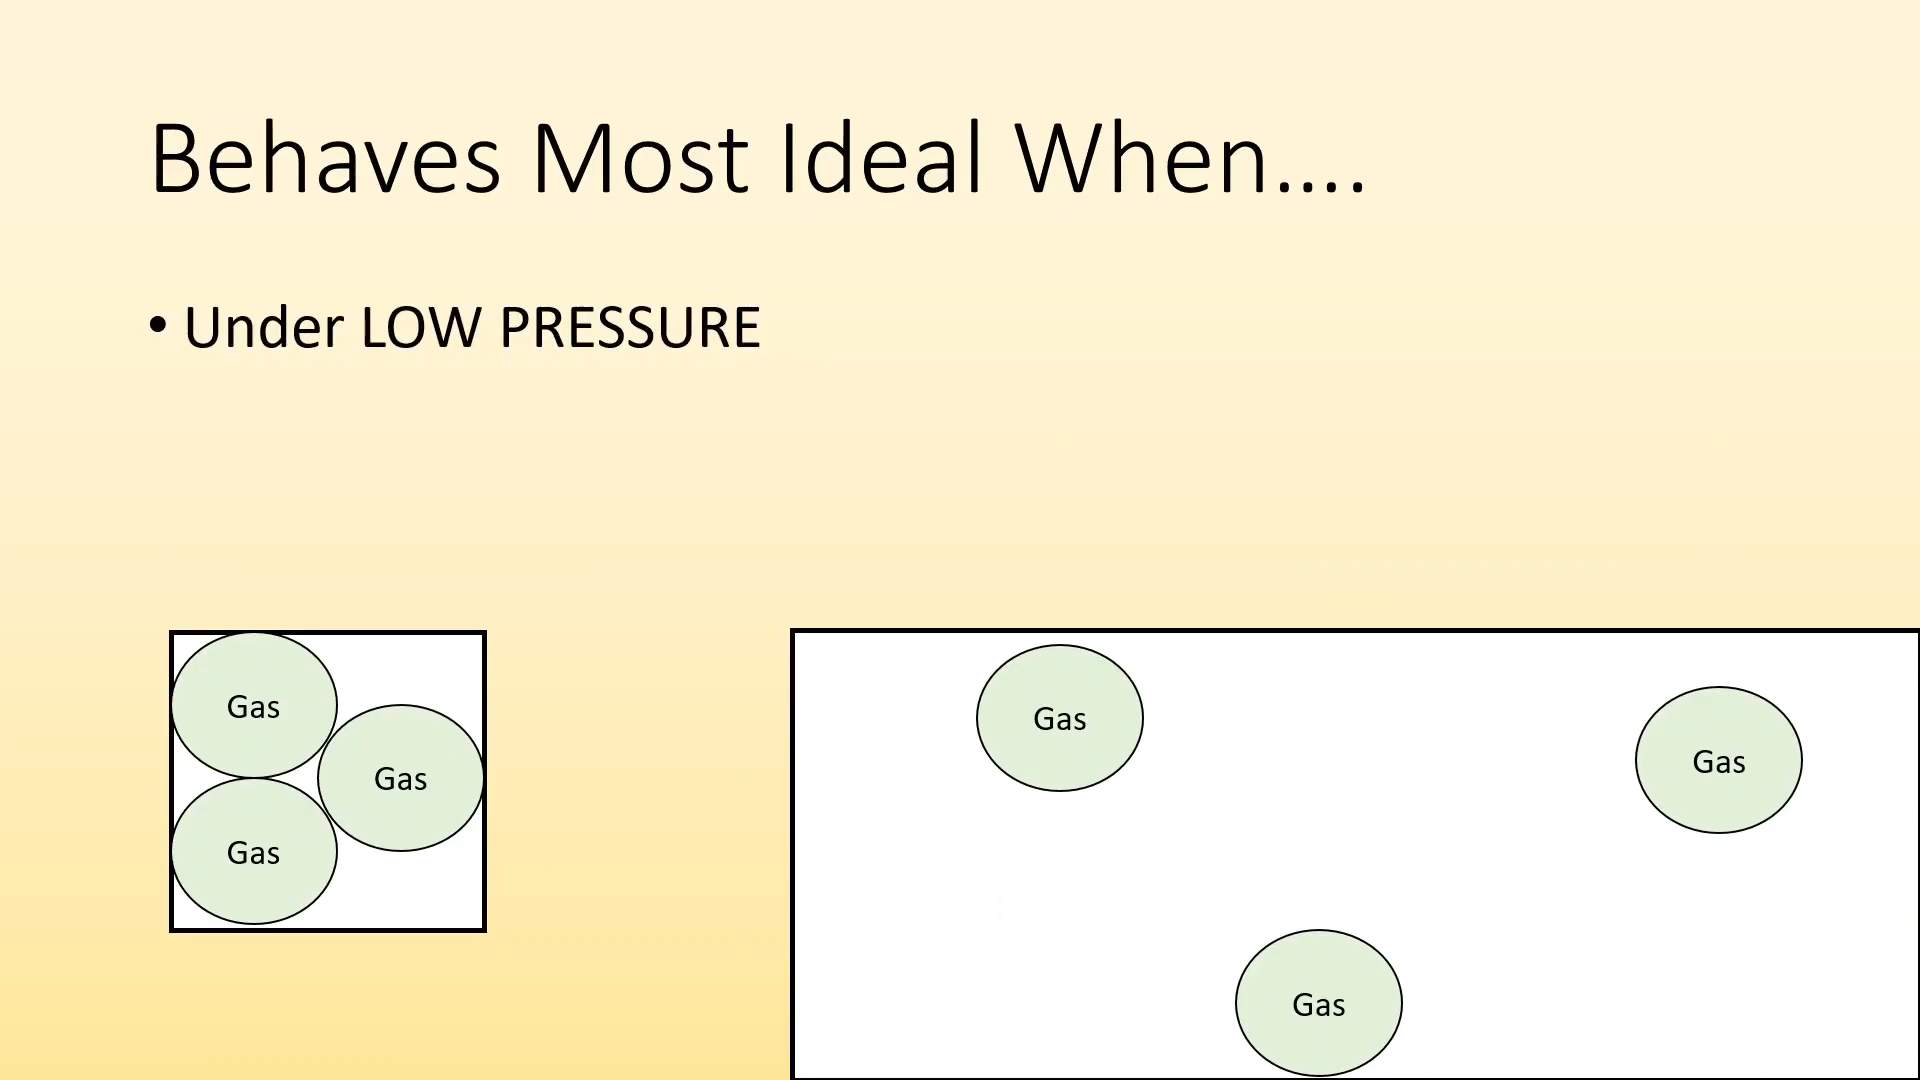 Behaves Most Ideal When....
• Under LOW PRESSURE
Gas
Gas
Gas
Gas
Gas
Gas